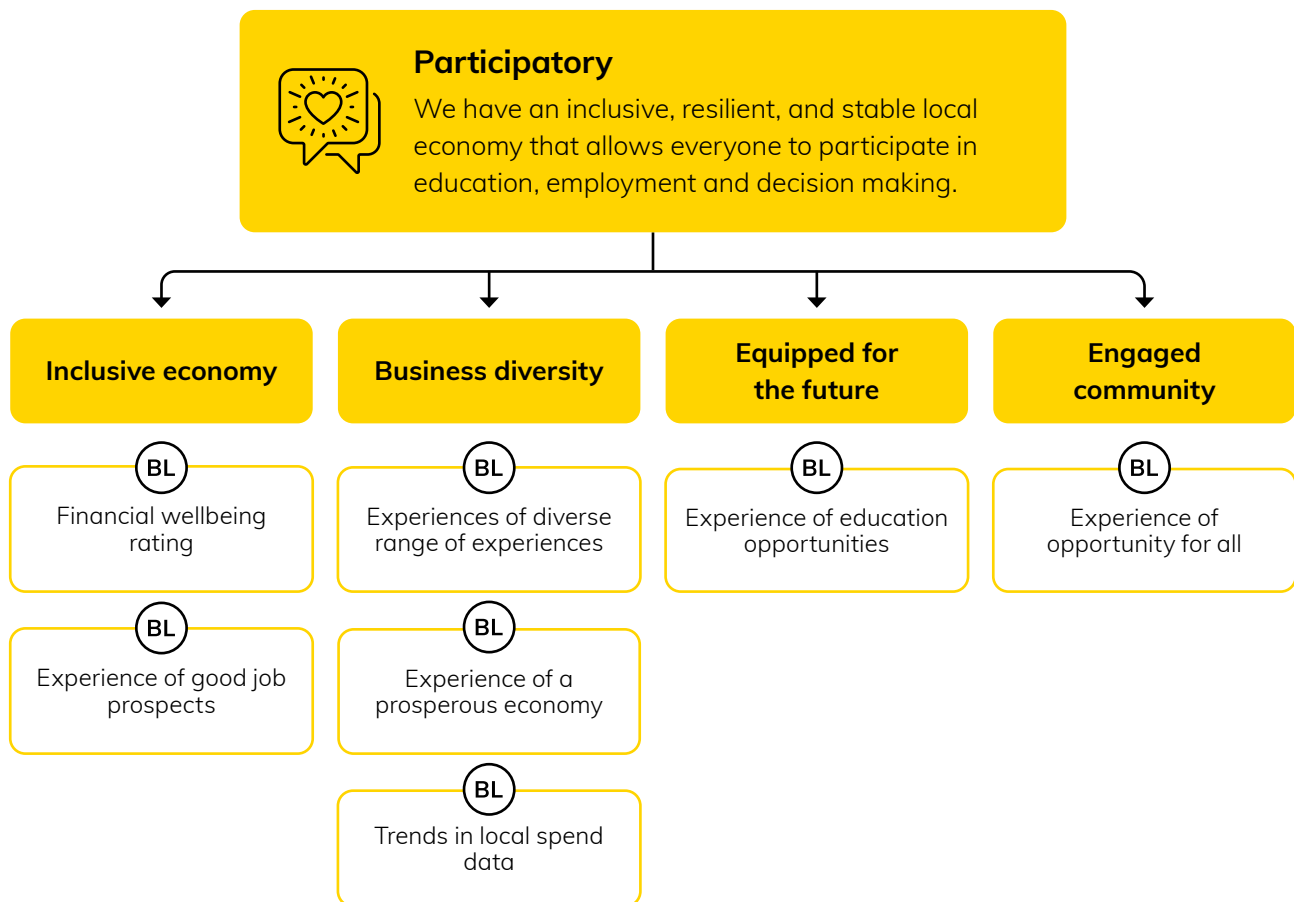 Participatory
We have an inclusive, resilient, and stable local
economy that allows everyone to participate in
education, employment and decision making.
Inclusive economy
BL
Financial wellbeing
rating
BL
Experience of good job
prospects
Business diversity
BL
Experiences of diverse
range of experiences
BL
Experience of a
prosperous economy
BL
Trends in local spend
data
Equipped for
the future
BL
Experience of education
opportunities
Engaged
community
BL
Experience of
opportunity for all